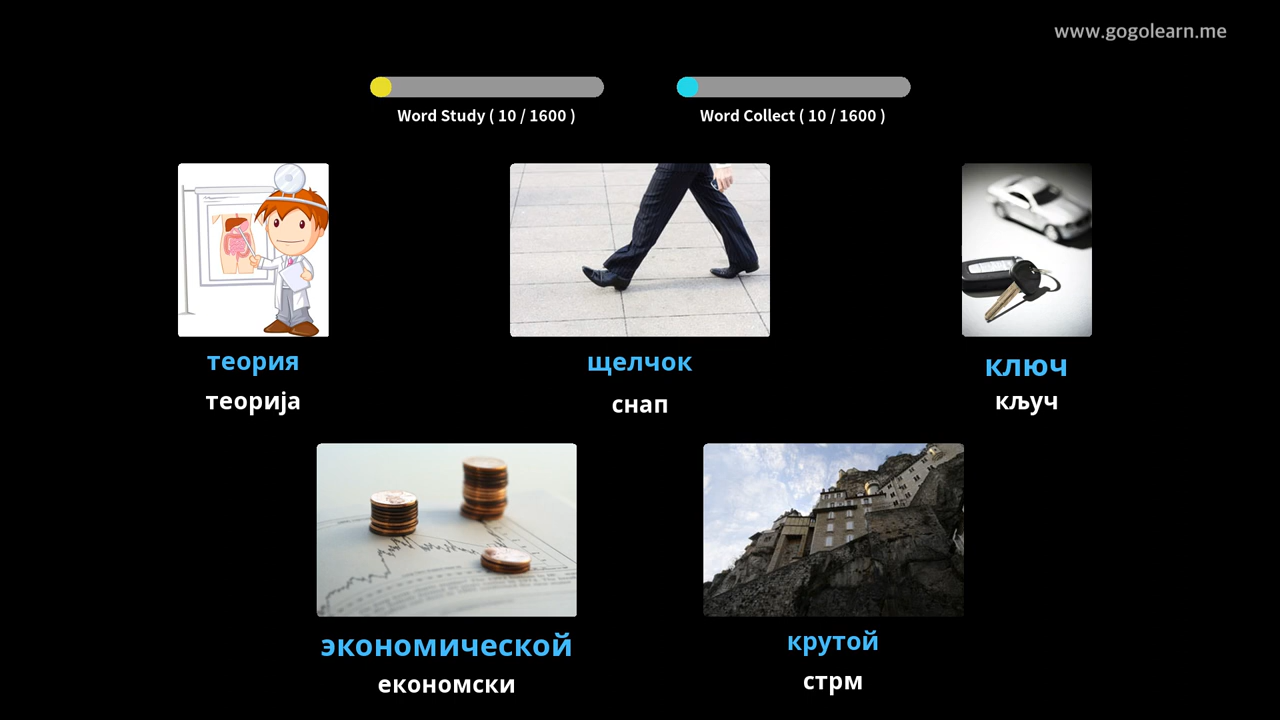 www.gogolearn.me
Word Study ( 10 / 1600 )
Word Collect ( 10 / 1600 )
теория
теорија
щелчок
снап
ключ
кључ
экономической
економски
крутой
стрм